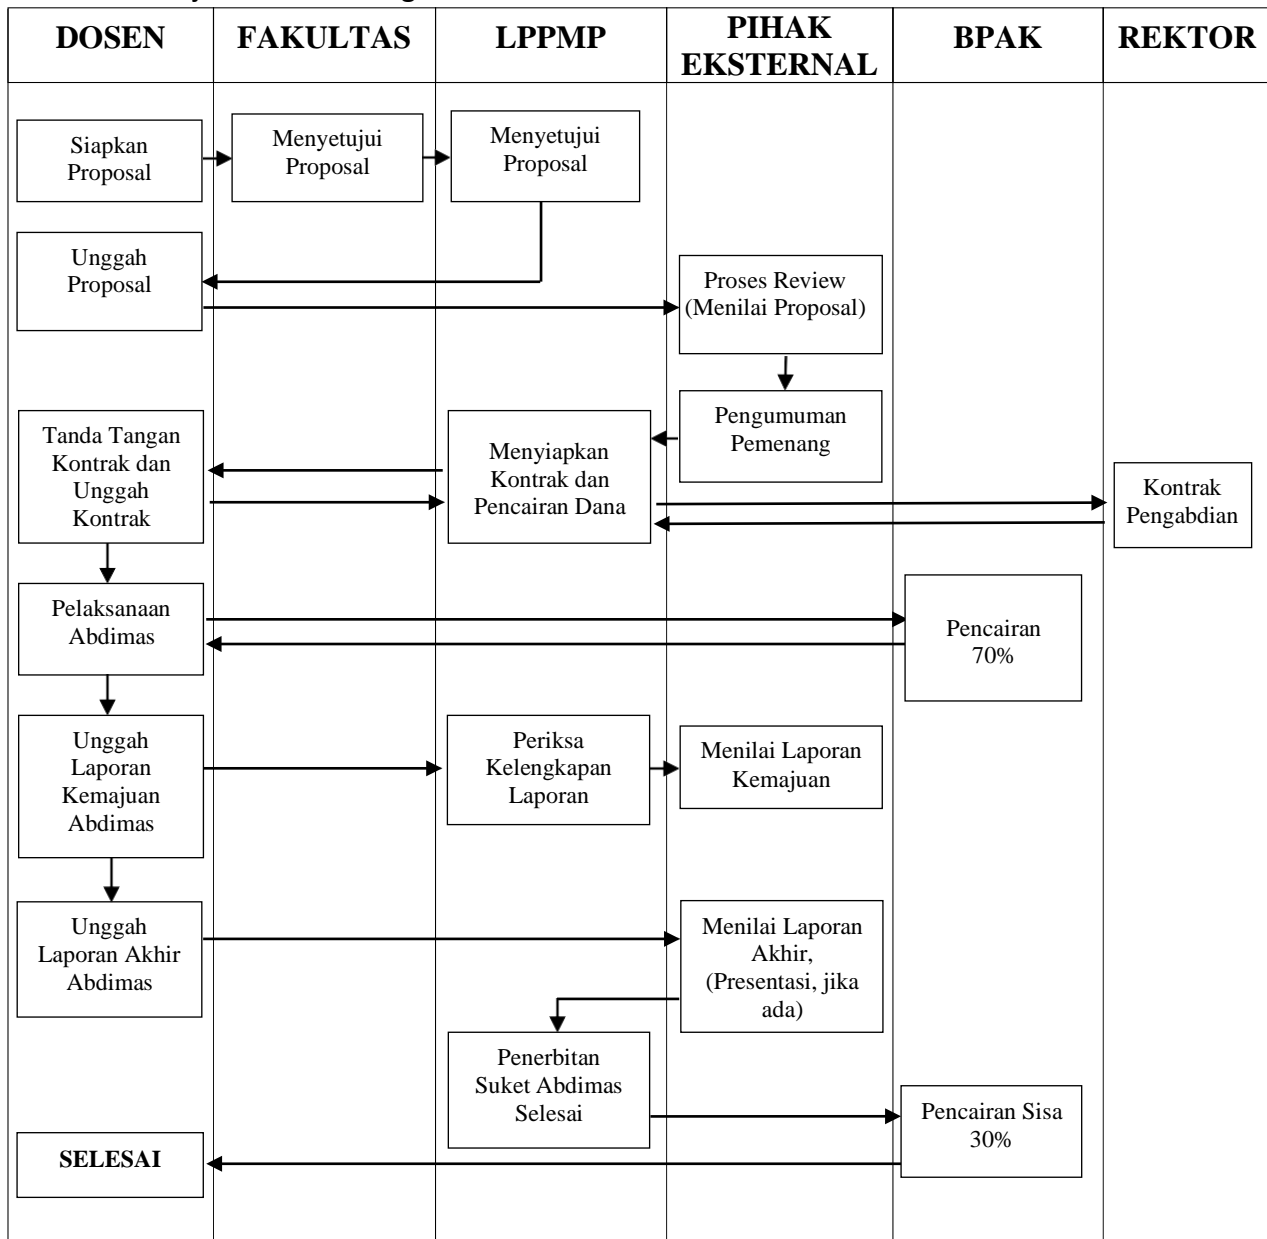 DOSEN
FAKULTAS
LPPMP
PIHAK
EKSTERNAL
BPAK
REKTOR
Siapkan
Proposal
Menyetujui
Proposal
Menyetujui
Proposal
Unggah
Proposal
Proses Review
(Menilai Proposal)
Pengumuman
Pemenang
Tanda Tangan
Kontrak dan
Unggah
Kontrak
Menyiapkan
Kontrak dan
Pencairan Dana
Kontrak
Pengabdian
Pelaksanaan
Abdimas
Pencairan
70%
Unggah
Laporan
Kemajuan
Abdimas
Periksa
Kelengkapan
Laporan
Menilai Laporan
Kemajuan
Unggah
Laporan Akhir
Abdimas
Menilai Laporan
Akhir,
(Presentasi, jika
ada)
Penerbitan
Suket Abdimas
Selesai
Pencairan Sisa
30%
SELESAI